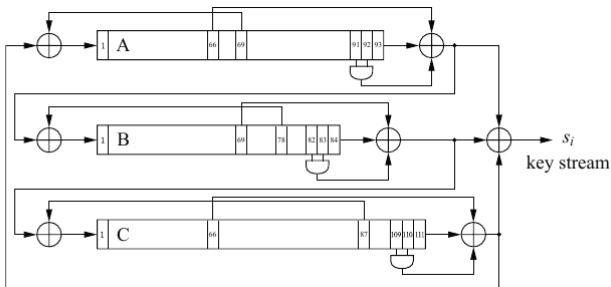 66 69 91 92 93
1 A
69 78 82 83 84
1 B
s_i
key stream
66 87 109 110 111
1 C